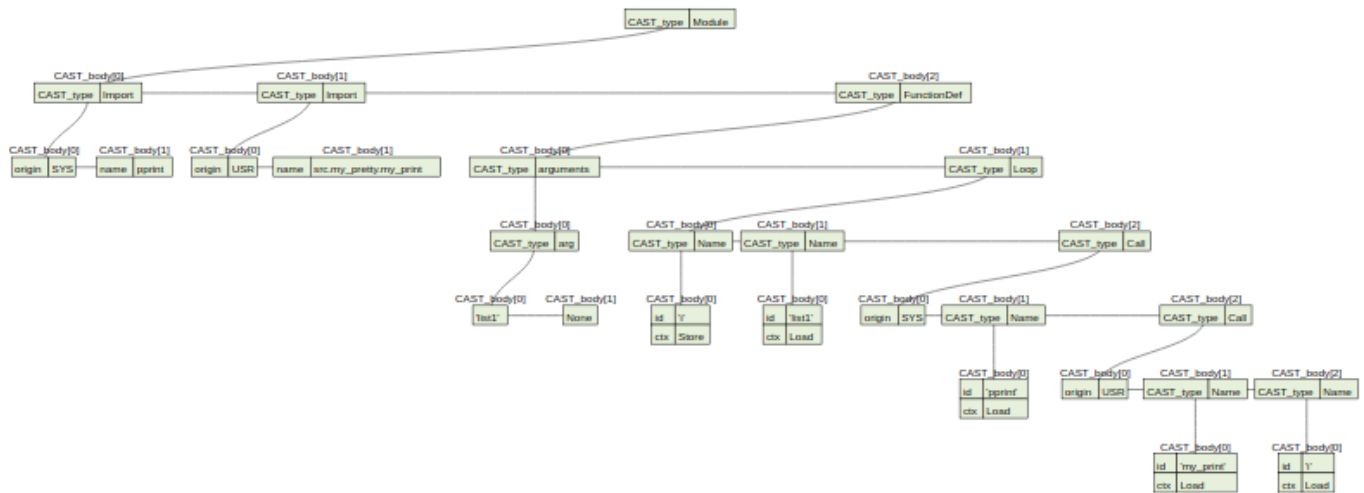 CAST_type Module
CAST_body[0] CAST_body[1] CAST_body[2]
CAST_type Import CAST_type Import CAST_type FunctionDef
CAST_body[0] CAST_body[1] CAST_body[0] CAST_body[1] CAST_body[0] CAST_body[1]
origin SYS name pprint origin USR name src.my_pretty.my_print CAST_type arguments CAST_type Loop
CAST_body[0] CAST_body[0] CAST_body[1] CAST_body[2]
CAST_type arg CAST_type Name CAST_type Name CAST_type Call
CAST_body[0] CAST_body[1] CAST_body[0] CAST_body[0] CAST_body[0] CAST_body[1] CAST_body[2]
'list1' None id 'i' id 'list1' origin SYS CAST_type Name CAST_type Call
ctx Store ctx Load
CAST_body[0] CAST_body[0] CAST_body[1] CAST_body[2]
id 'pprint' origin USR CAST_type Name CAST_type Name
ctx Load
CAST_body[0] CAST_body[0]
id 'my_print' id 'i'
ctx Load ctx Load